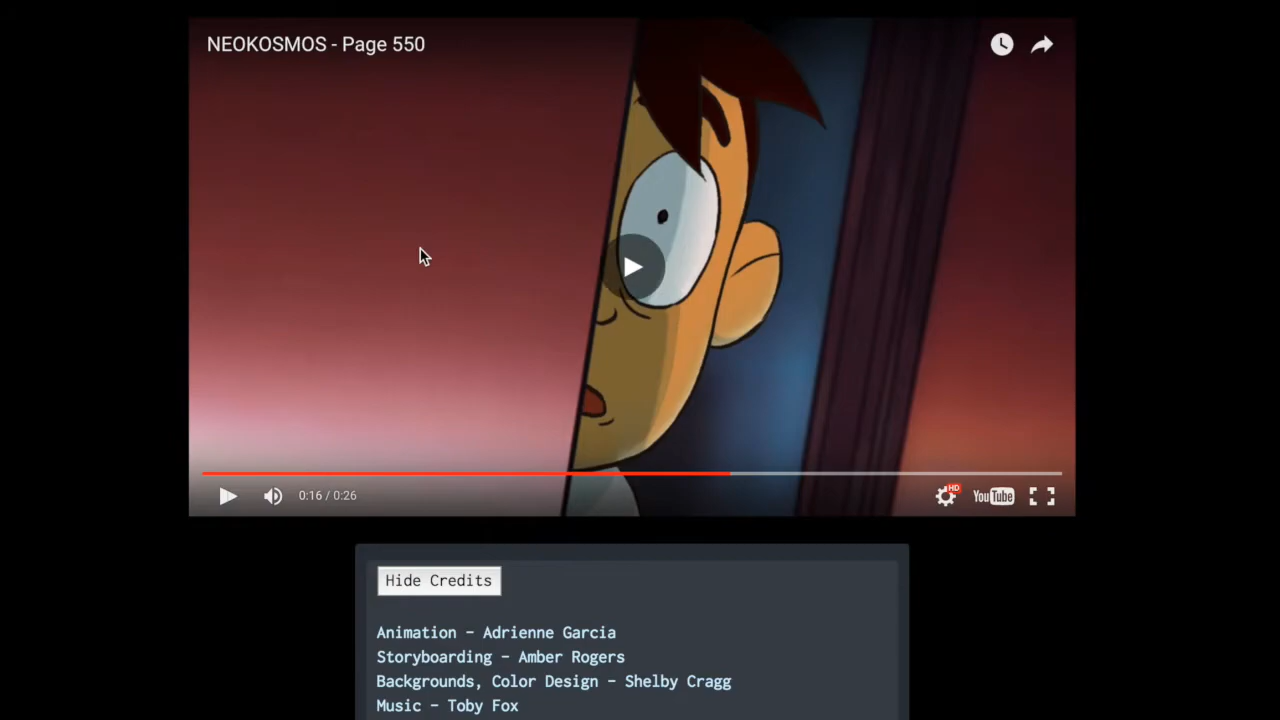 NEOKOSMOS - Page 550
0:16 / 0:26
HD
YouTube
Hide Credits
Animation - Adrienne Garcia
Storyboarding - Amber Rogers
Backgrounds, Color Design - Shelby Cragg
Music - Toby Fox